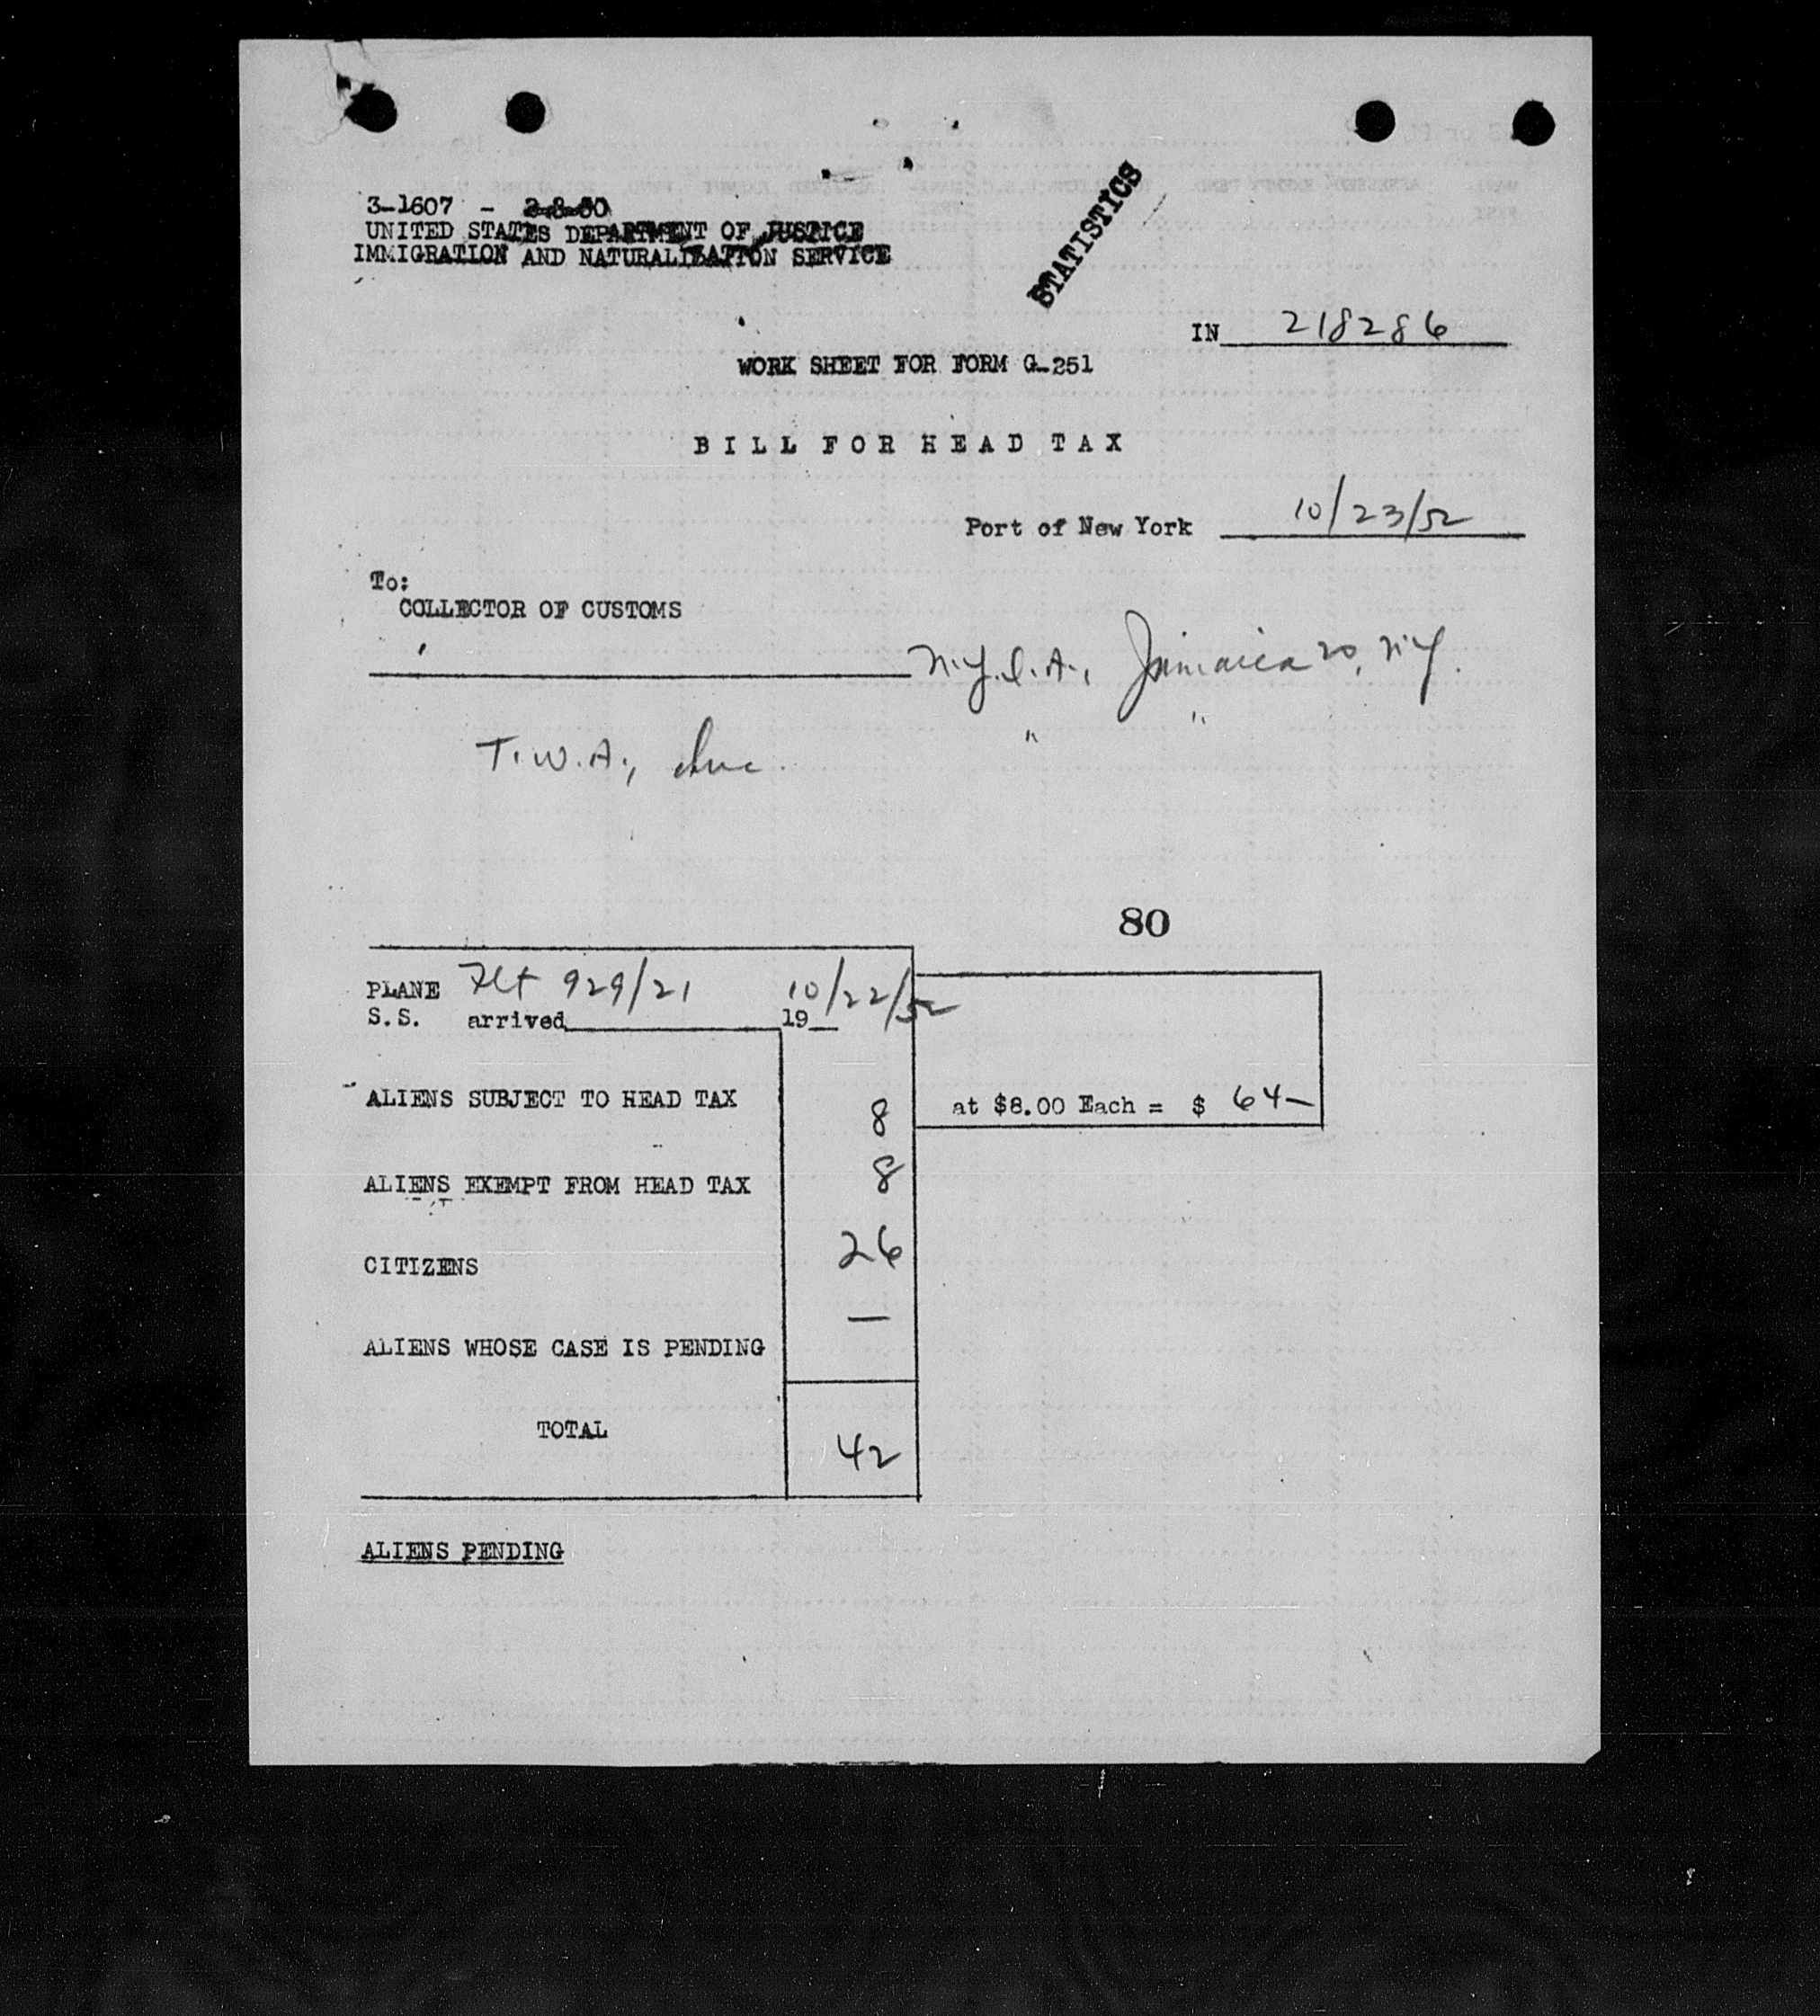 3-1607 - 2-8-50
UNITED STATES DEPARTMENT OF JUSTICE
IMMIGRATION AND NATURALIZATION SERVICE
STATISTICS
IN 218286
WORK SHEET FOR FORM G-251
BILL FOR HEAD TAX
Port of New York 10/23/52
To:
COLLECTOR OF CUSTOMS
N.Y.I.A., Jamaica 20, N.Y.
T.W.A., Inc. " "
80
PLANE Flt 929/21 10/22/52
S.S. arrived 19
ALIENS SUBJECT TO HEAD TAX 8 at $8.00 Each = $ 64—
ALIENS EXEMPT FROM HEAD TAX 8
CITIZENS 26
ALIENS WHOSE CASE IS PENDING —
TOTAL 42
ALIENS PENDING